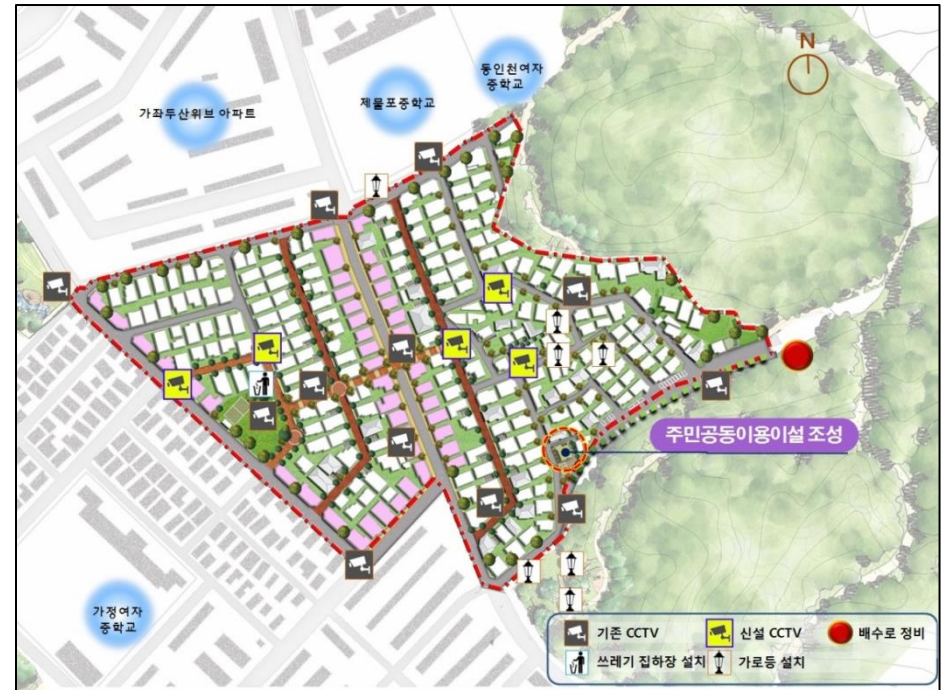 N
동인천여자
중학교
제물포중학교
가좌두산위브 아파트
주민공동이용이설 조성
가정여자
중학교
기존 CCTV
신설 CCTV
배수로 정비
쓰레기 집하장 설치
가로등 설치